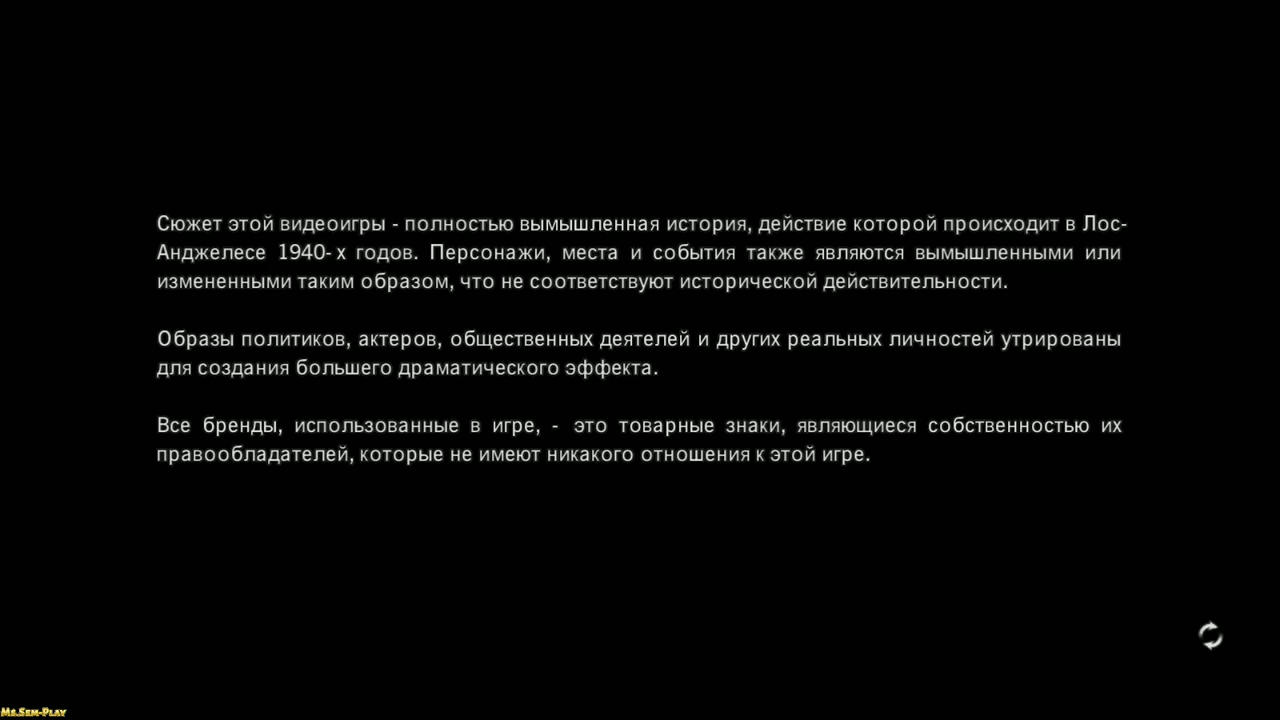 Сюжет этой видеоигры - полностью вымышленная история, действие которой происходит в Лос-
Анджелесе 1940-х годов. Персонажи, места и события также являются вымышленными или
измененными таким образом, что не соответствуют исторической действительности.
Образы политиков, актеров, общественных деятелей и других реальных личностей утрированы
для создания большего драматического эффекта.
Все бренды, использованные в игре, - это товарные знаки, являющиеся собственностью их
правообладателей, которые не имеют никакого отношения к этой игре.
Ms.Sem-Play